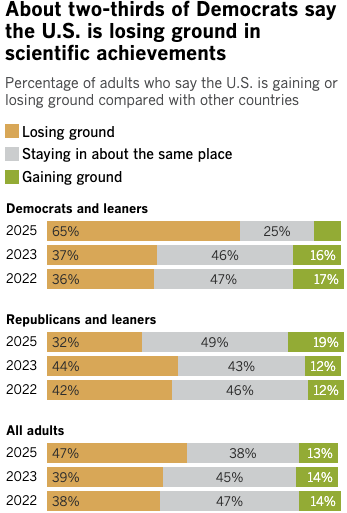 About two-thirds of Democrats say
the U.S. is losing ground in
scientific achievements
Percentage of adults who say the U.S. is gaining or
losing ground compared with other countries
Losing ground
Staying in about the same place
Gaining ground
Democrats and leaners
2025 65% 25%
2023 37% 46% 16%
2022 36% 47% 17%
Republicans and leaners
2025 32% 49% 19%
2023 44% 43% 12%
2022 42% 46% 12%
All adults
2025 47% 38% 13%
2023 39% 45% 14%
2022 38% 47% 14%